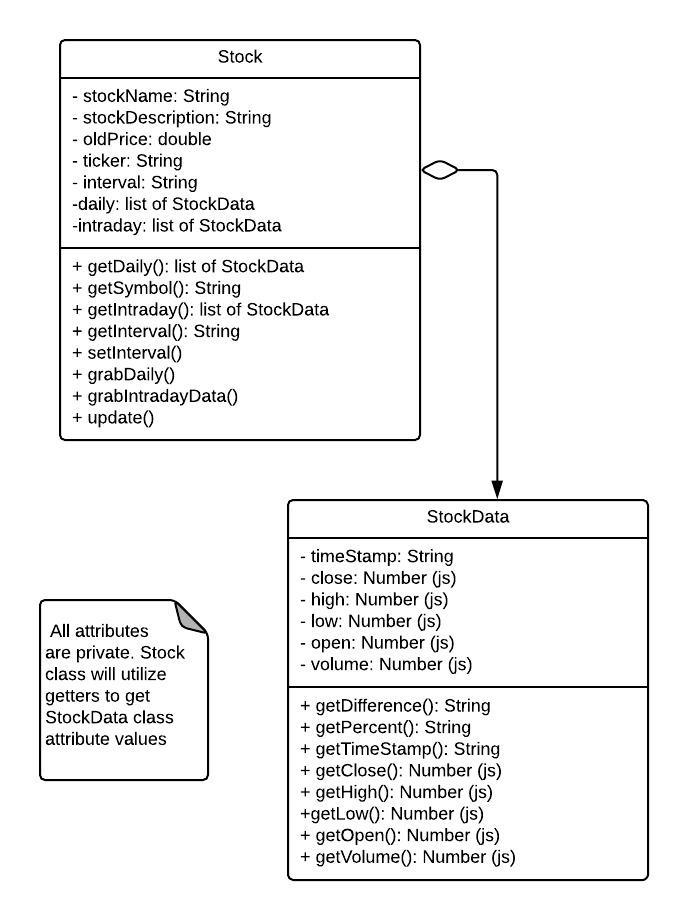 Stock
- stockName: String
- stockDescription: String
- oldPrice: double
- ticker: String
- interval: String
-daily: list of StockData
-intraday: list of StockData
+ getDaily(): list of StockData
+ getSymbol(): String
+ getIntraday(): list of StockData
+ getInterval(): String
+ setInterval()
+ grabDaily()
+ grabIntradayData()
+ update()
StockData
- timeStamp: String
- close: Number (js)
- high: Number (js)
- low: Number (js)
- open: Number (js)
- volume: Number (js)
+ getDifference(): String
+ getPercent(): String
+ getTimeStamp(): String
+ getClose(): Number (js)
+ getHigh(): Number (js)
+getLow(): Number (js)
+ getOpen(): Number (js)
+ getVolume(): Number (js)
All attributes
are private. Stock
class will utilize
getters to get
StockData class
attribute values